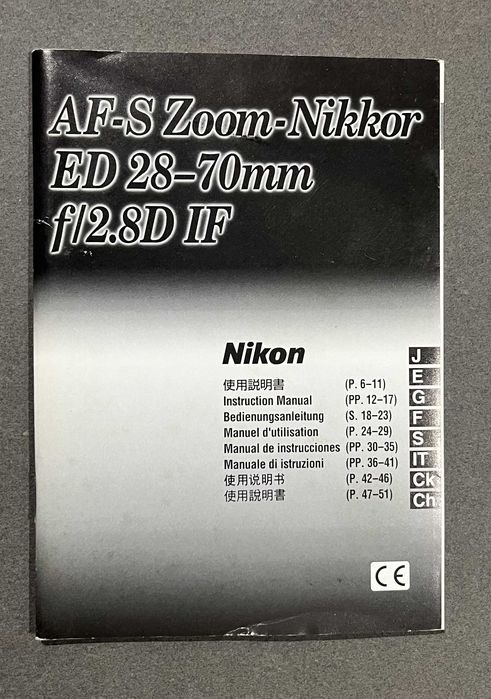 AF-S Zoom-Nikkor
ED 28–70mm
f/2.8D IF
Nikon
使用説明書 (P. 6–11) J
Instruction Manual (PP. 12–17) E
Bedienungsanleitung (S. 18–23) G
Manuel d'utilisation (P. 24–29) F
Manual de instrucciones (PP. 30–35) S
Manuale di istruzioni (PP. 36–41) IT
使用说明书 (P. 42–46) Ck
使用說明書 (P. 47–51) Ch
CE